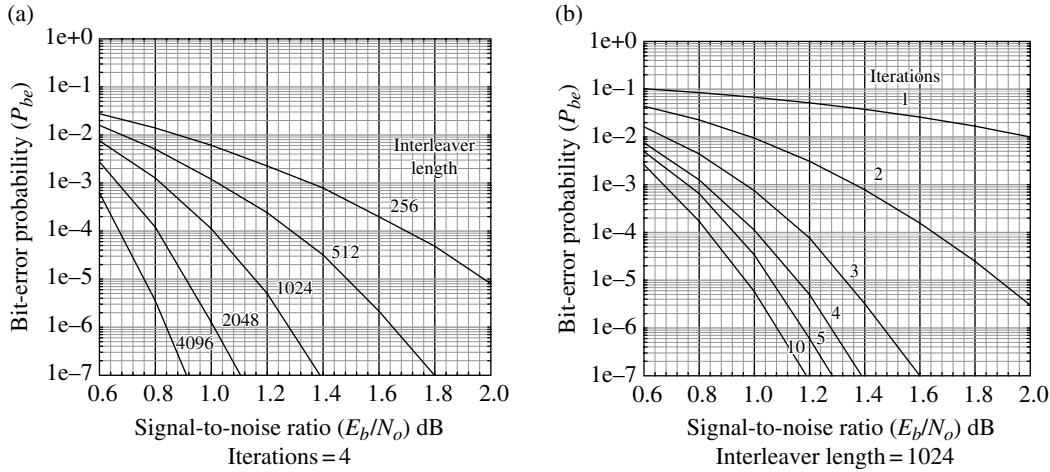 (a)
Bit-error probability (P_be)
1e+0
1e–1
1e–2
1e–3
1e–4
1e–5
1e–6
1e–7
Interleaver
length
256
512
1024
2048
4096
0.6 0.8 1.0 1.2 1.4 1.6 1.8 2.0
Signal-to-noise ratio (E_b/N_o) dB
Iterations = 4
(b)
Bit-error probability (P_be)
1e+0
1e–1
1e–2
1e–3
1e–4
1e–5
1e–6
1e–7
Iterations
1
2
3
4
5
10
0.6 0.8 1.0 1.2 1.4 1.6 1.8 2.0
Signal-to-noise ratio (E_b/N_o) dB
Interleaver length = 1024